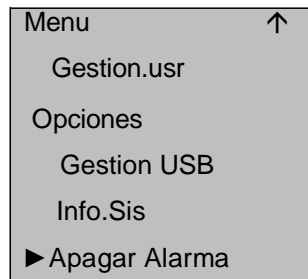 Menu ↑
Gestion.usr
Opciones
Gestion USB
Info.Sis
►Apagar Alarma